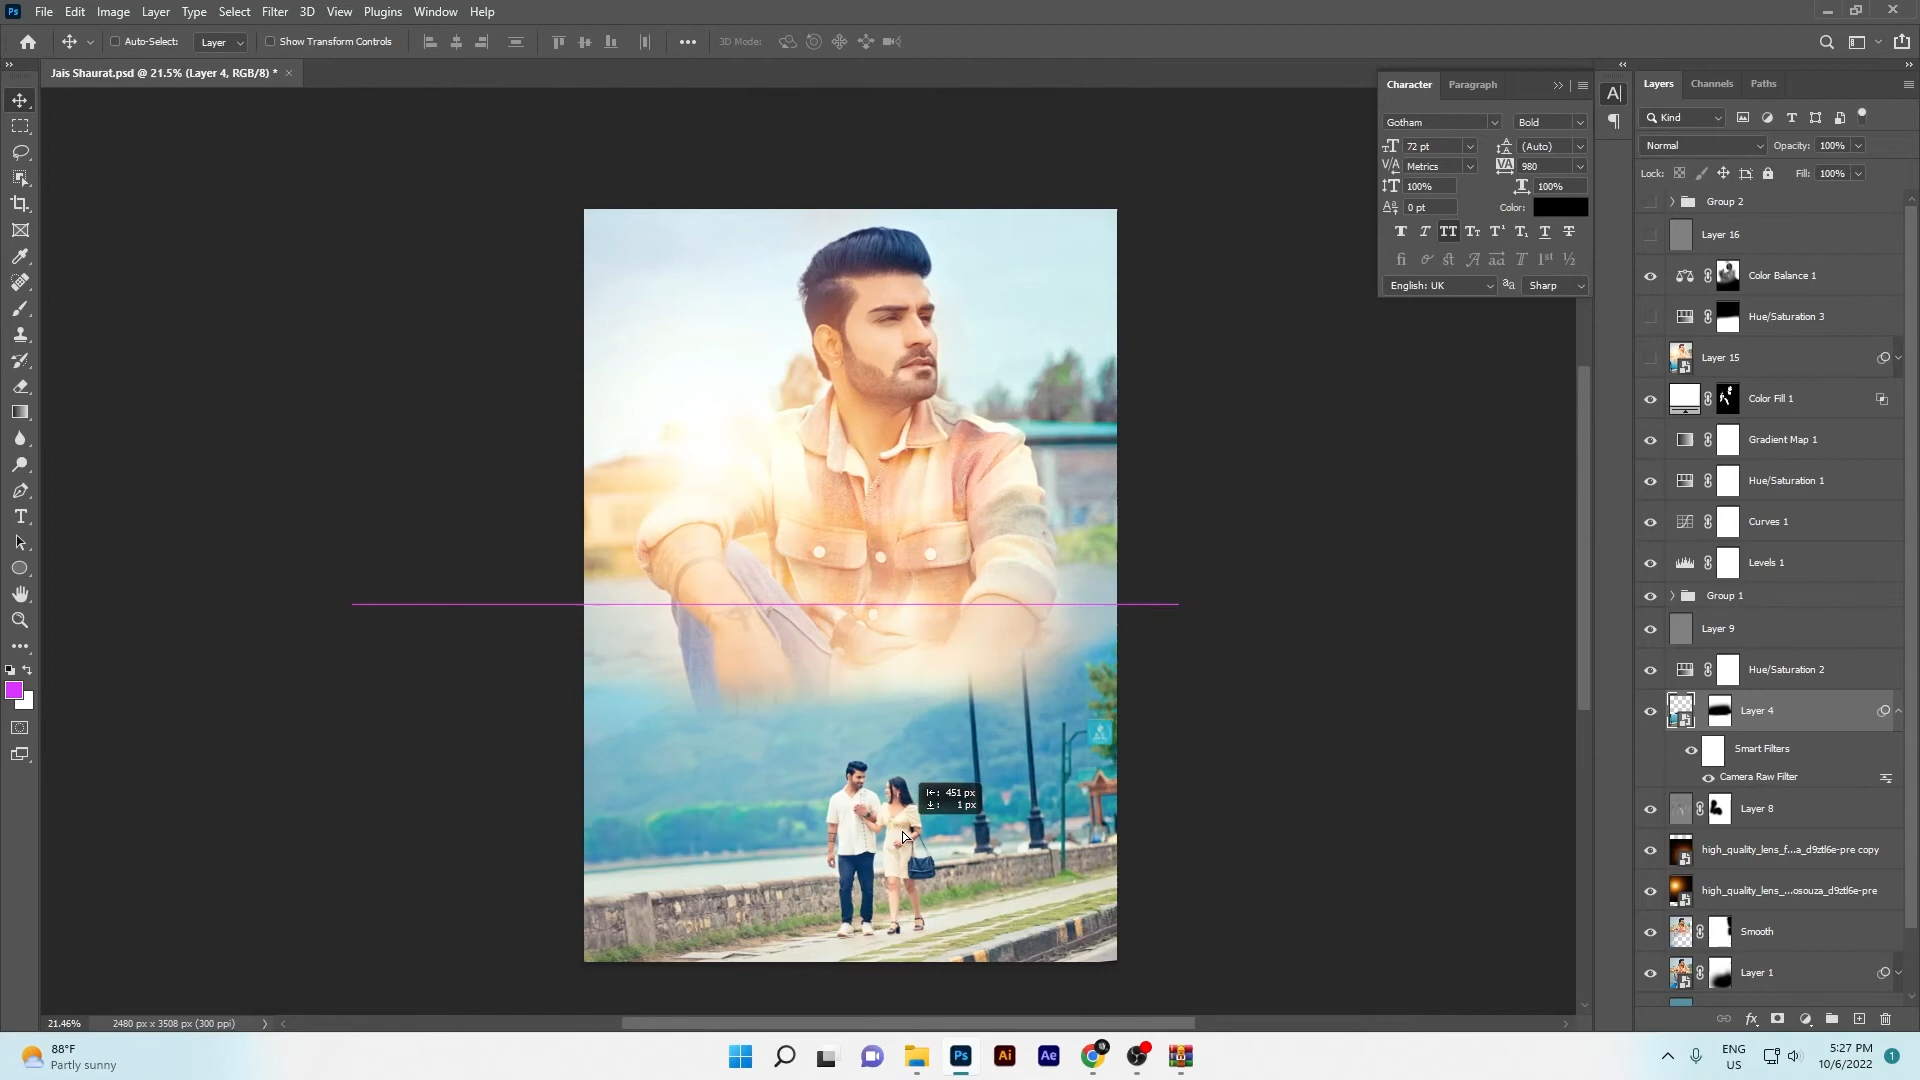 Ps File Edit Image Layer Type Select Filter 3D View Plugins Window Help
Auto-Select: Layer Show Transform Controls 3D Mode:
Jais Shaurat.psd @ 21.5% (Layer 4, RGB/8) *
Character Paragraph
Gotham Bold
72 pt (Auto)
Metrics 980
100% 100%
0 pt Color:
English: UK aa Sharp
Layers Channels Paths
Kind
Normal Opacity: 100%
Lock: Fill: 100%
Group 2
Layer 16
Color Balance 1
Hue/Saturation 3
Layer 15
Color Fill 1
Gradient Map 1
Hue/Saturation 1
Curves 1
Levels 1
Group 1
Layer 9
Hue/Saturation 2
Layer 4
Smart Filters
Camera Raw Filter
Layer 8
high_quality_lens_f...a_d9ztl6e-pre copy
high_quality_lens_...osouza_d9ztl6e-pre
Smooth
Layer 1
451 px
1 px
21.46% 2480 px x 3508 px (300 ppi)
88°F
Partly sunny
Ps Ai Ae
ENG
US
5:27 PM
10/6/2022
1